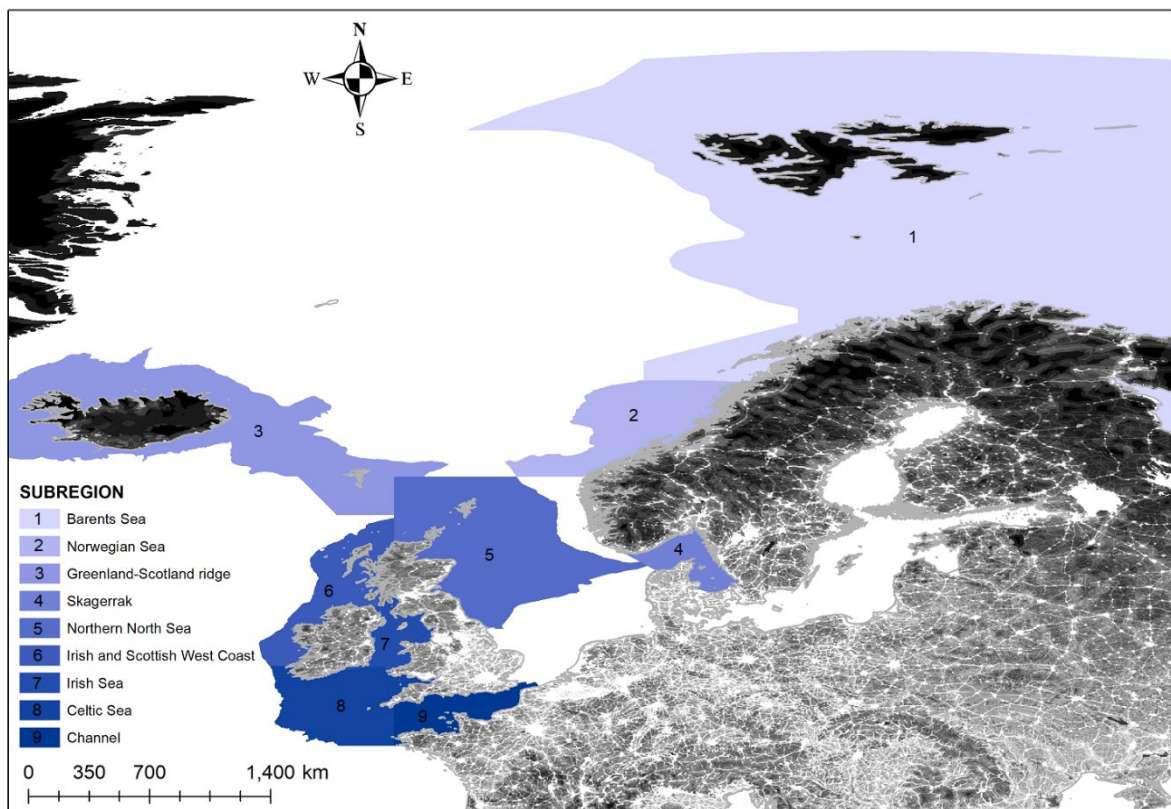 N
W E
S
1
2
3
4
5
6
7
8
9
SUBREGION
1 Barents Sea
2 Norwegian Sea
3 Greenland-Scotland ridge
4 Skagerrak
5 Northern North Sea
6 Irish and Scottish West Coast
7 Irish Sea
8 Celtic Sea
9 Channel
0 350 700 1,400 km